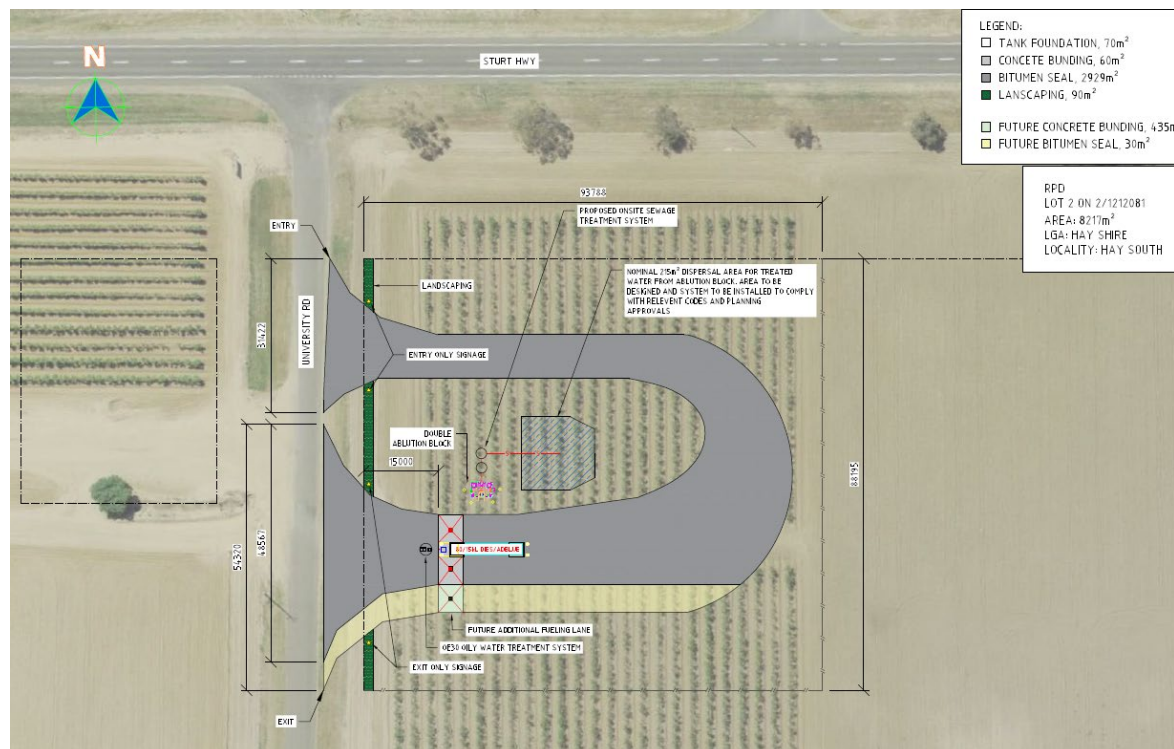 N
STURT HWY
LEGEND:
TANK FOUNDATION, 70m²
CONCETE BUNDING, 60m²
BITUMEN SEAL, 2929m²
LANSCAPING, 90m²
FUTURE CONCRETE BUNDING, 435m
FUTURE BITUMEN SEAL, 30m²
RPD
LOT 2 ON 2/1212081
AREA: 8217m²
LGA: HAY SHIRE
LOCALITY: HAY SOUTH
93788
PROPOSED ONSITE SEWAGE
TREATMENT SYSTEM
ENTRY
NOMINAL 215m² DISPERSAL AREA FOR TREATED
WATER FROM ABLUTION BLOCK. AREA TO BE
DESIGNED AND SYSTEM TO BE INSTALLED TO COMPLY
WITH RELEVENT CODES AND PLANNING
APPROVALS
LANDSCAPING
UNIVERSITY RD
31422
ENTRY ONLY SIGNAGE
DOUBLE
ABLUTION BLOCK
15000
88195
54320
48567
FUTURE ADDITIONAL FUELING LANE
OE30 OILY WATER TREATMENT SYSTEM
EXIT ONLY SIGNAGE
EXIT